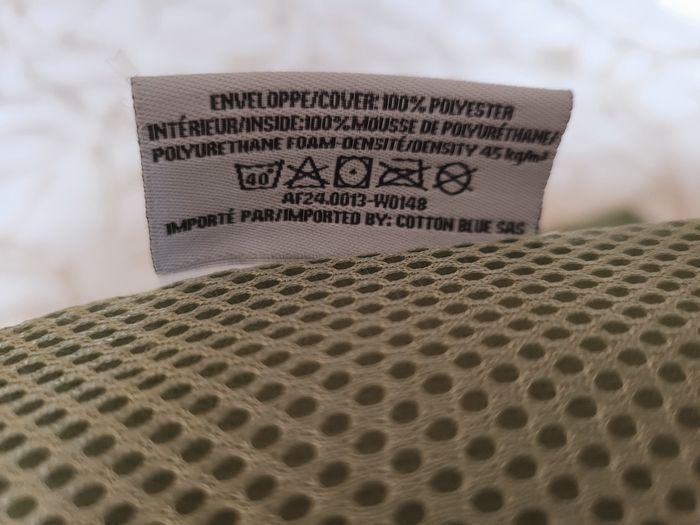 ENVELOPPE/COVER: 100% POLYESTER
INTÉRIEUR/INSIDE:100%MOUSSE DE POLYURÉTHANE/
POLYURETHANE FOAM-DENSITÉ/DENSITY 45 kg/m³
40°
AF24.0013-W0148
IMPORTÉ PAR/IMPORTED BY: COTTON BLUE SAS